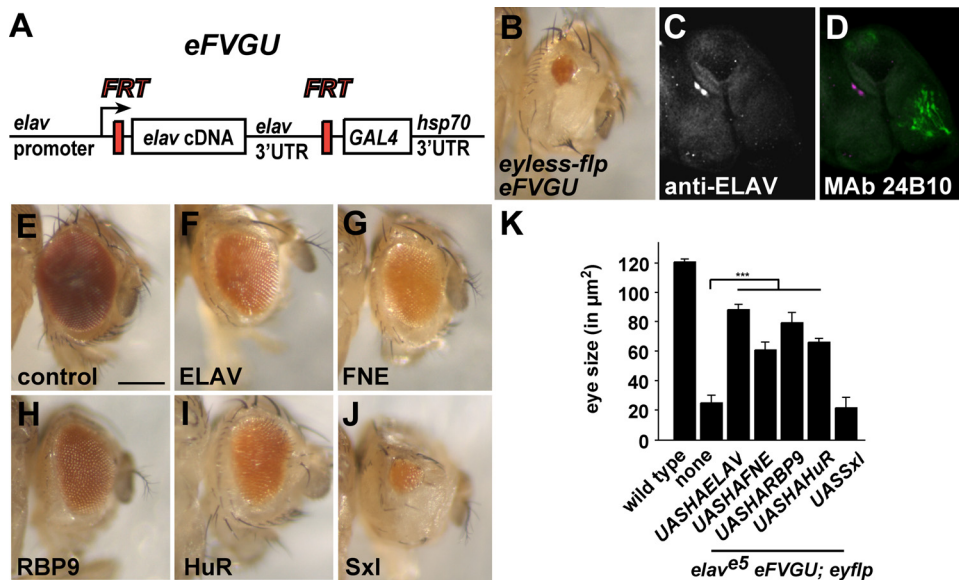 A
eFVGU
FRT
FRT
elav
promoter
elav cDNA
elav
3'UTR
GAL4
hsp70
3'UTR
B
eyless-flp
eFVGU
C
anti-ELAV
D
MAb 24B10
E
control
F
ELAV
G
FNE
H
RBP9
I
HuR
J
Sxl
K
eye size (in µm²)
120
100
80
60
40
20
0
***
wild type
none
UASHAELAV
UASHAFNE
UASHARBP9
UASHAHuR
UASSxl
elavᵉ⁵ eFVGU; eyflp